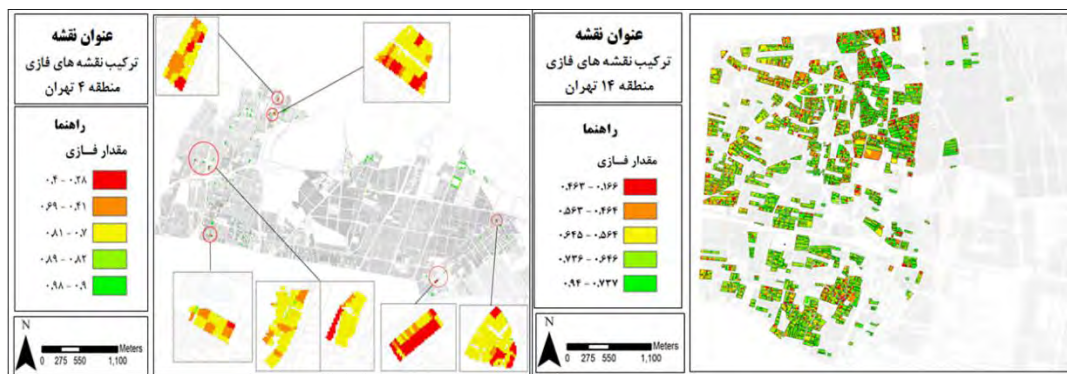 عنوان نقشه
ترکیب نقشه های فازی
منطقه ۴ تهران
راهنما
مقدار فازی
۰.۴ - ۰.۲۸
۰.۶۹ - ۰.۴۱
۰.۸۱ - ۰.۷
۰.۸۹ - ۰.۸۲
۰.۹۸ - ۰.۹
N
Meters
0 275 550 1,100
عنوان نقشه
ترکیب نقشه های فازی
منطقه ۱۴ تهران
راهنما
مقدار فازی
۰.۴۶۳ - ۰.۱۶۶
۰.۵۶۳ - ۰.۴۶۴
۰.۶۴۵ - ۰.۵۶۴
۰.۷۳۶ - ۰.۶۴۶
۰.۹۴ - ۰.۷۳۷
N
Meters
0 275 550 1,100